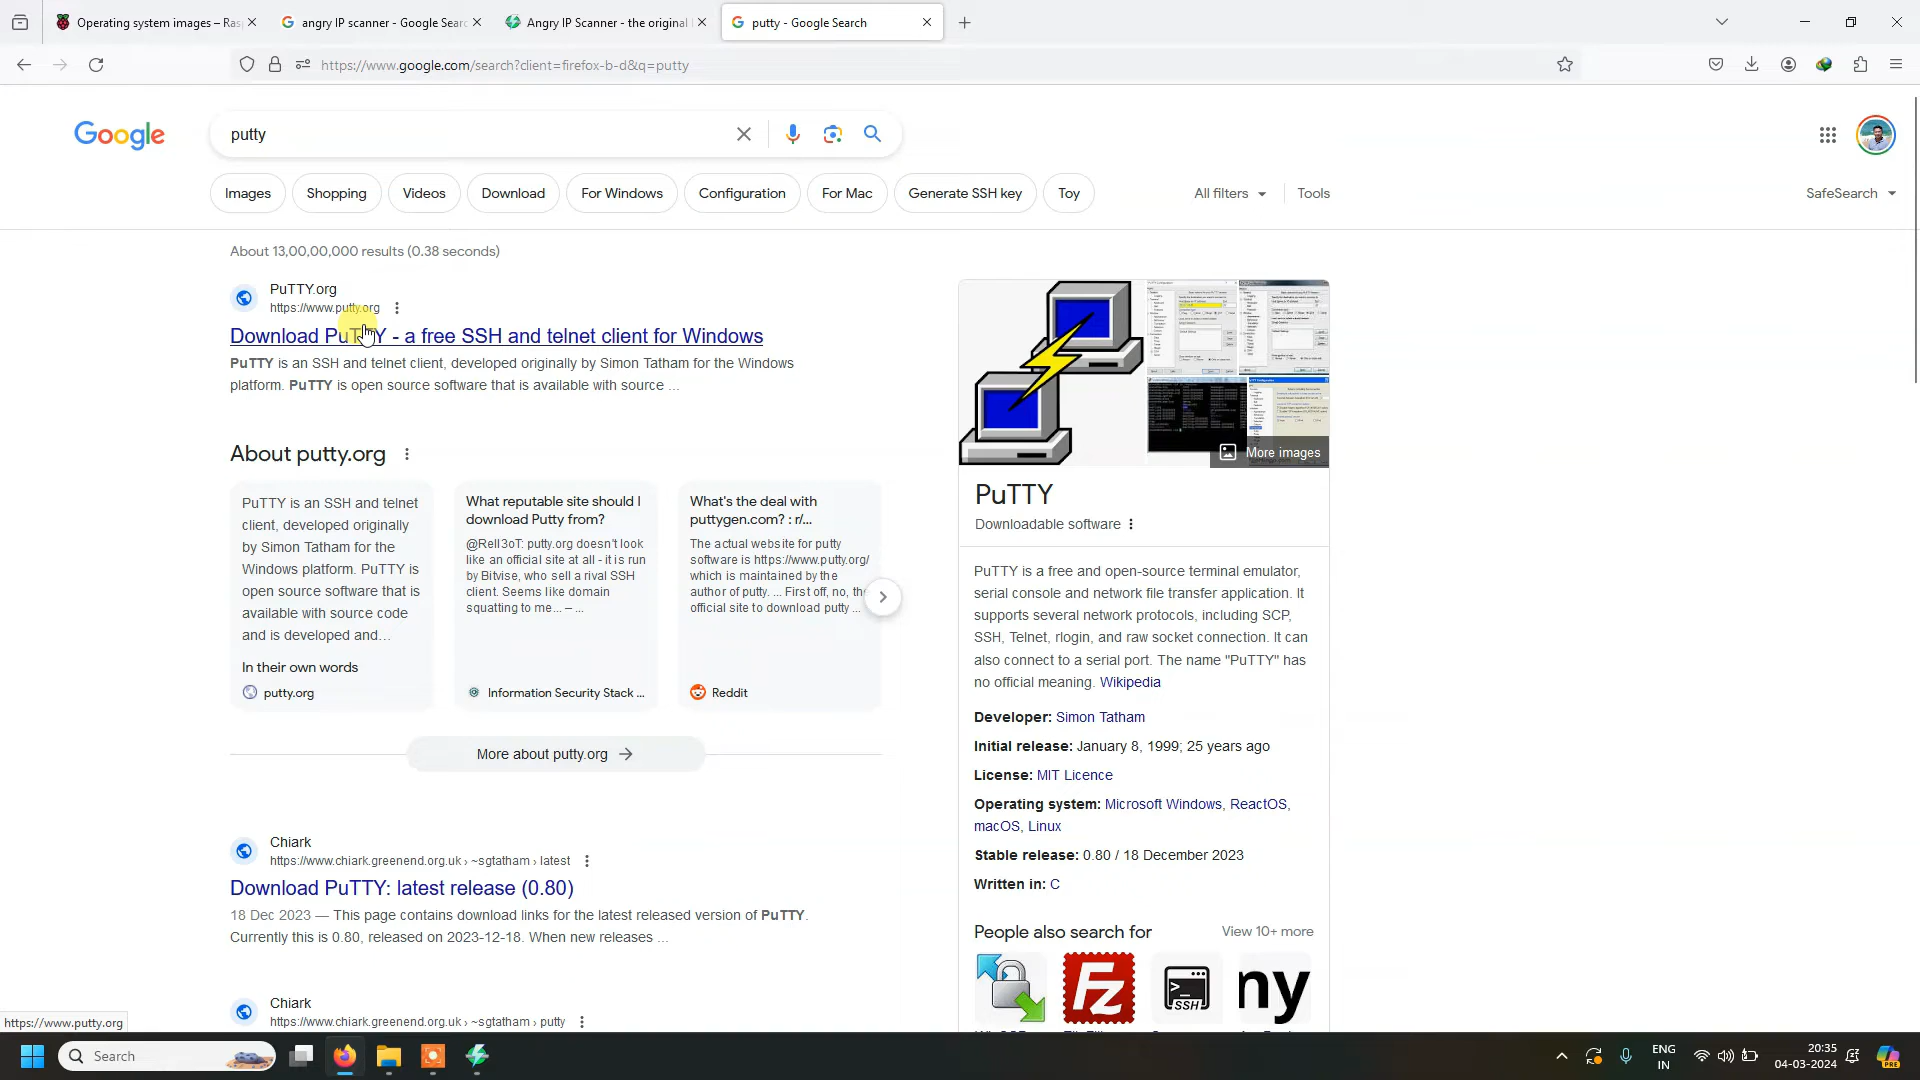 Operating system images – Rasp
angry IP scanner - Google Searc
Angry IP Scanner - the original I
putty - Google Search
https://www.google.com/search?client=firefox-b-d&q=putty
Google
putty
Images
Shopping
Videos
Download
For Windows
Configuration
For Mac
Generate SSH key
Toy
All filters
Tools
SafeSearch
About 13,00,00,000 results (0.38 seconds)
PuTTY.org
https://www.putty.org
Download PuTTY - a free SSH and telnet client for Windows
PuTTY is an SSH and telnet client, developed originally by Simon Tatham for the Windows
platform. PuTTY is open source software that is available with source ...
About putty.org
PuTTY is an SSH and telnet
client, developed originally
by Simon Tatham for the
Windows platform. PuTTY is
open source software that is
available with source code
and is developed and...
In their own words
putty.org
What reputable site should I
download Putty from?
@Rell3oT: putty.org doesn't look
like an official site at all - it is run
by Bitvise, who sell a rival SSH
client. Seems like domain
squatting to me... – ...
Information Security Stack ...
What's the deal with
puttygen.com? : r/...
The actual website for putty
software is https://www.putty.org/
which is maintained by the
author of putty. ... First off, no, the
official site to download putty ...
Reddit
More about putty.org
Chiark
https://www.chiark.greenend.org.uk › ~sgtatham › latest
Download PuTTY: latest release (0.80)
18 Dec 2023 — This page contains download links for the latest released version of PuTTY.
Currently this is 0.80, released on 2023-12-18. When new releases ...
Chiark
https://www.chiark.greenend.org.uk › ~sgtatham › putty
More images
PuTTY
Downloadable software
PuTTY is a free and open-source terminal emulator,
serial console and network file transfer application. It
supports several network protocols, including SCP,
SSH, Telnet, rlogin, and raw socket connection. It can
also connect to a serial port. The name "PuTTY" has
no official meaning. Wikipedia
Developer: Simon Tatham
Initial release: January 8, 1999; 25 years ago
License: MIT Licence
Operating system: Microsoft Windows, ReactOS,
macOS, Linux
Stable release: 0.80 / 18 December 2023
Written in: C
People also search for
View 10+ more
Fz
SSH
ny
https://www.putty.org
Search
ENG
IN
20:35
04-03-2024
PRE